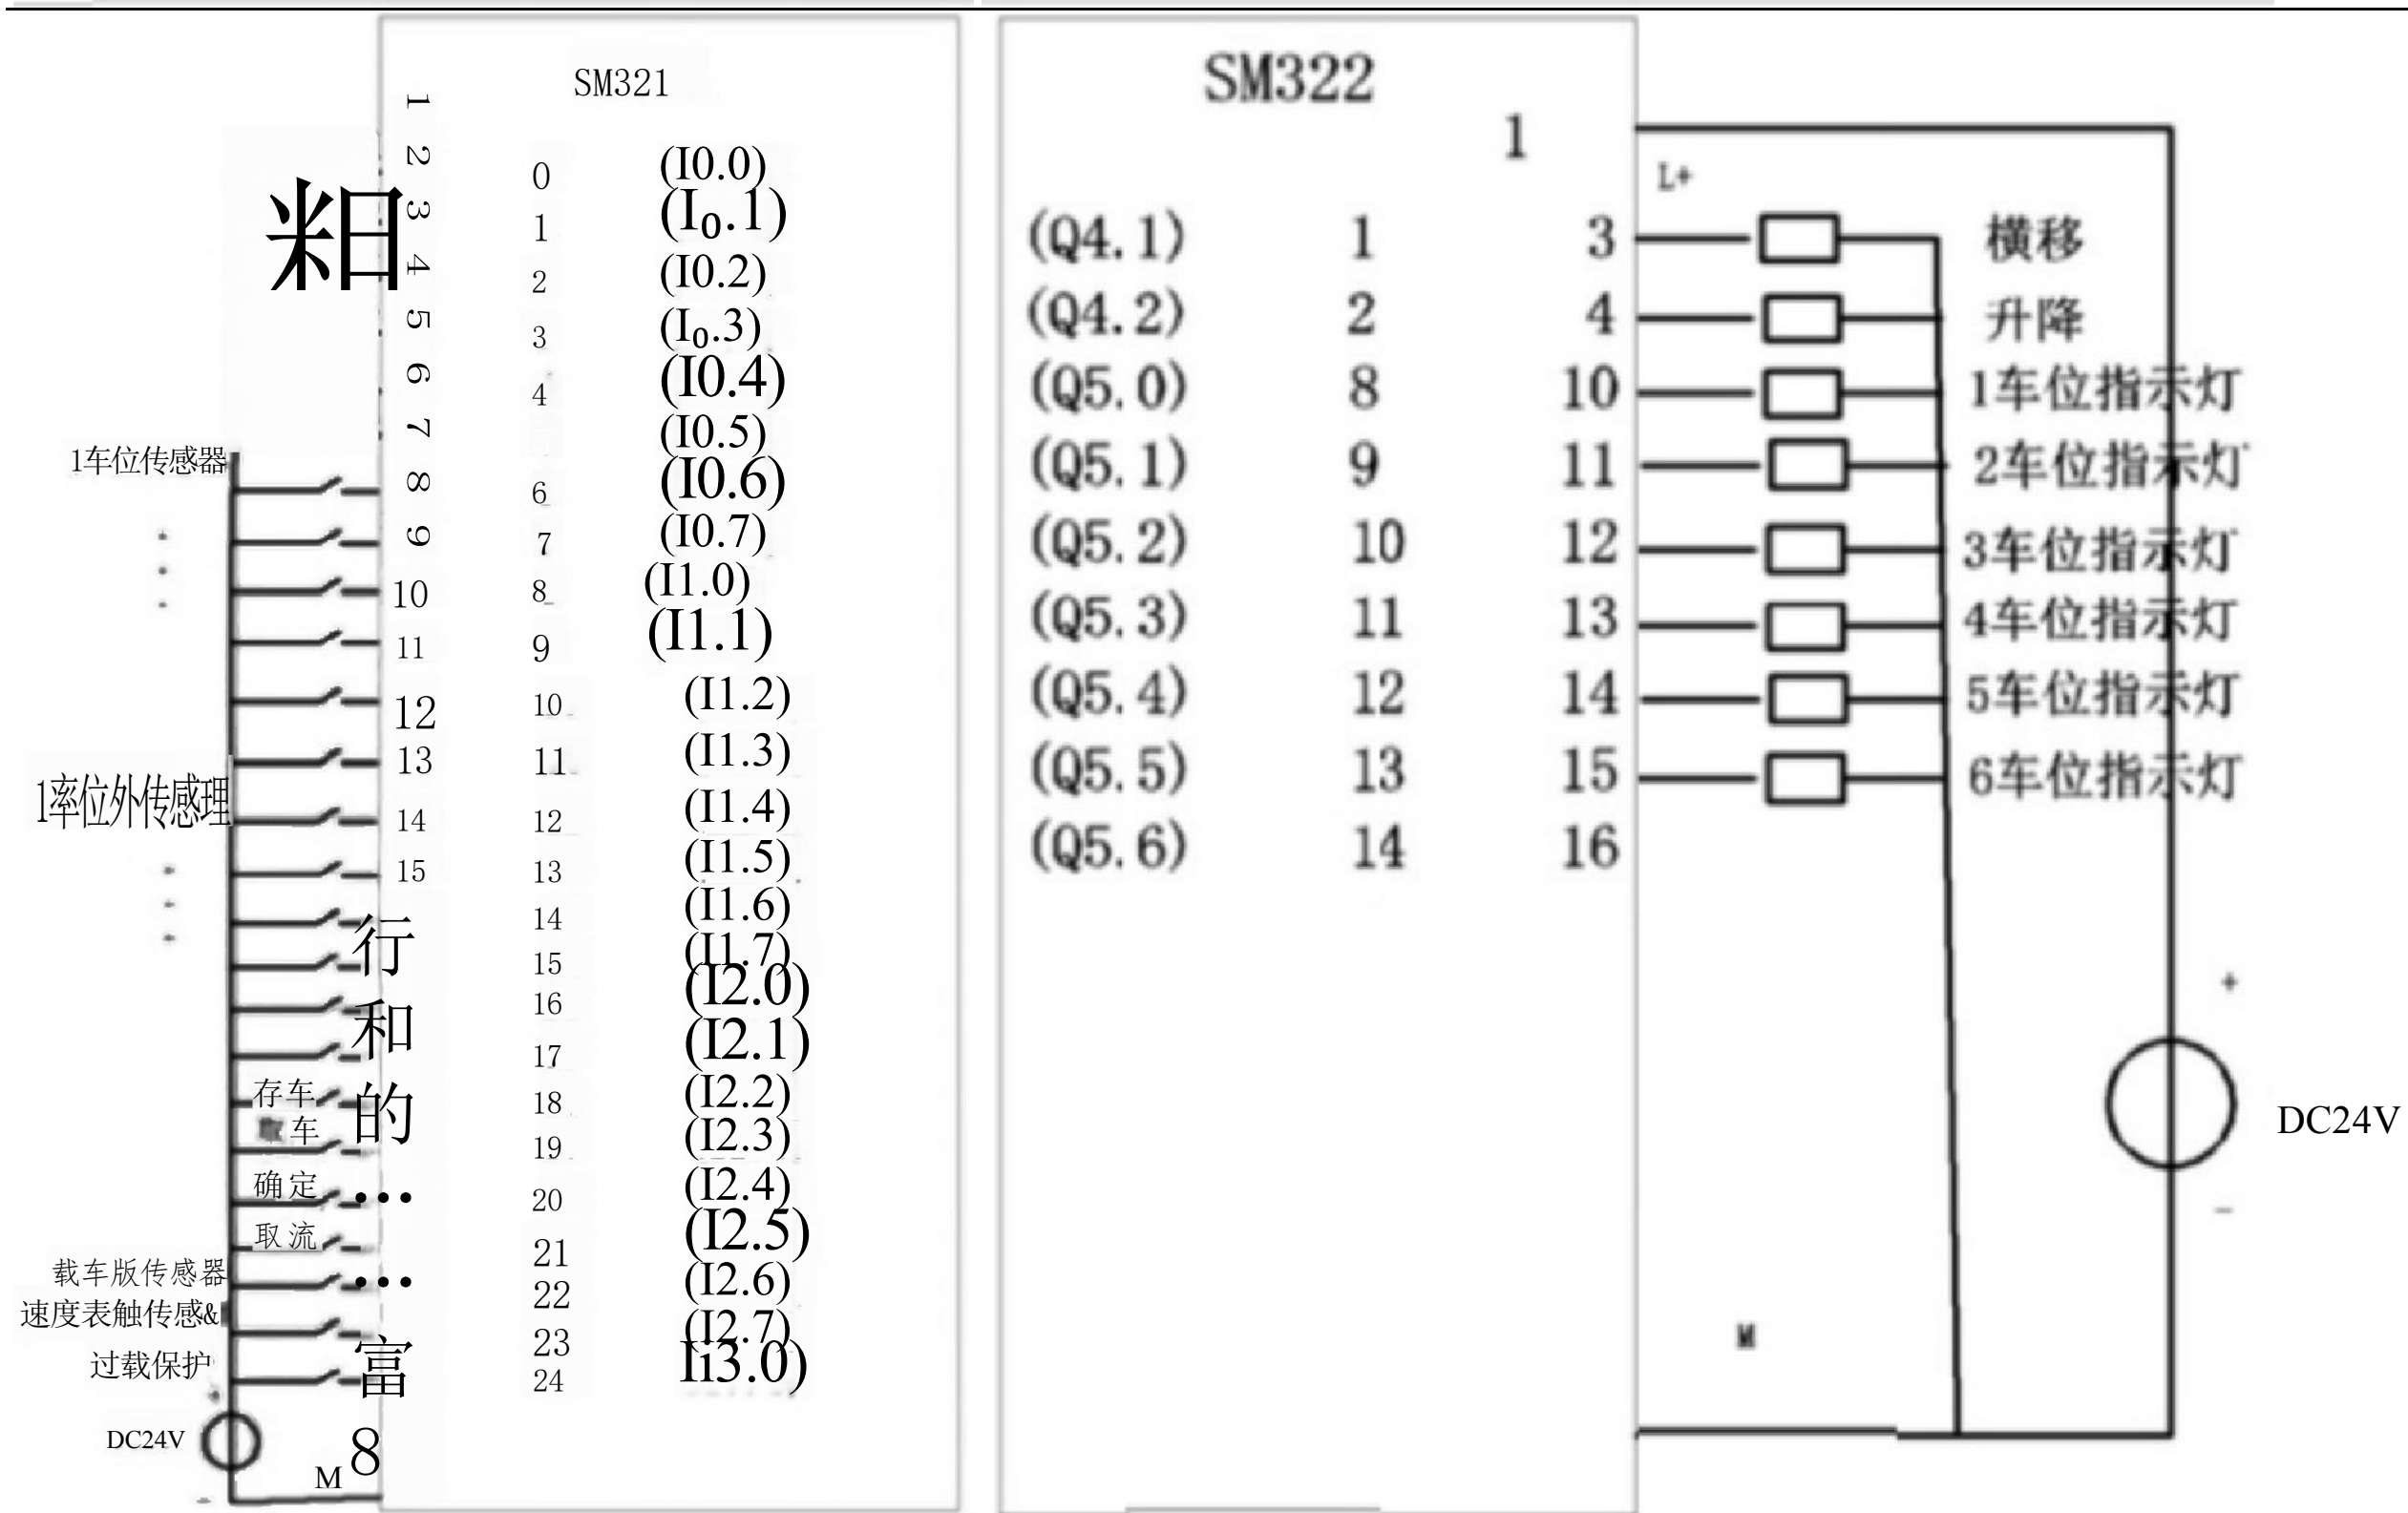 SM321
1
2 0 (I0.0)
粗 3 1 (I₀.1)
4 2 (I0.2)
5 3 (I₀.3)
6 4 (I0.4)
7 (I0.5)
1车位传感器 8 6 (I0.6)
9 7 (I0.7)
10 8 (I1.0)
11 9 (I1.1)
12 10 (I1.2)
13 11 (I1.3)
1率位外传感理 14 12 (I1.4)
15 13 (I1.5)
行 14 (I1.6)
15 (I1.7)
和 16 (I2.0)
17 (I2.1)
存车 的 18 (I2.2)
车 19 (I2.3)
确定 … 20 (I2.4)
取流 21 (I2.5)
载车版传感器 … 22 (I2.6)
速度表触传感& 23 (I2.7)
过载保护 富 24 Ii3.0)
+
DC24V 8
M
-
SM322
1
L+
(Q4.1) 1 3 横移
(Q4.2) 2 4 升降
(Q5.0) 8 10 1车位指示灯
(Q5.1) 9 11 2车位指示灯
(Q5.2) 10 12 3车位指示灯
(Q5.3) 11 13 4车位指示灯
(Q5.4) 12 14 5车位指示灯
(Q5.5) 13 15 6车位指示灯
(Q5.6) 14 16
+
DC24V
-
M